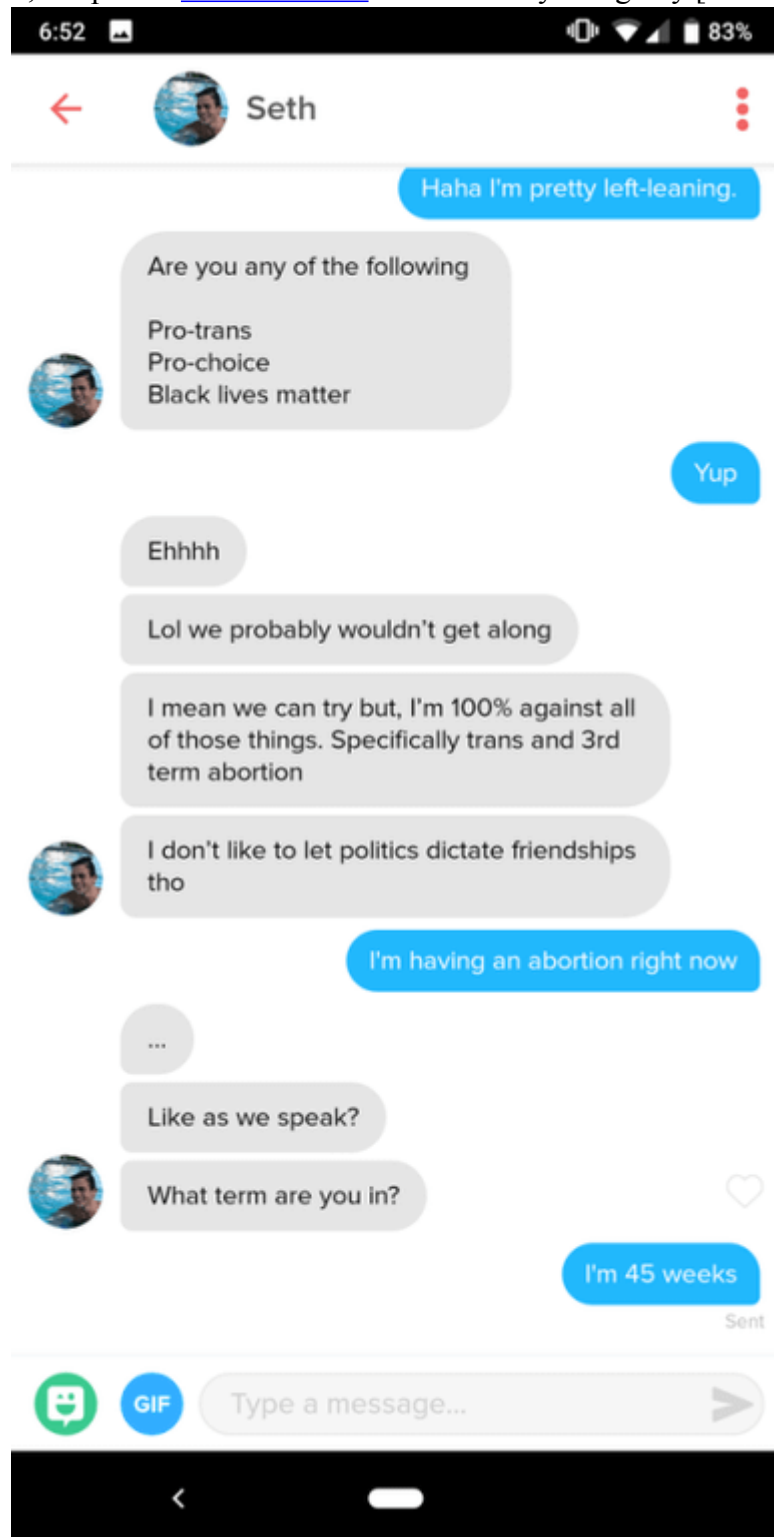 6:52
83%
Seth
Haha I'm pretty left-leaning.
Are you any of the following
Pro-trans
Pro-choice
Black lives matter
Yup
Ehhhh
Lol we probably wouldn't get along
I mean we can try but, I'm 100% against all
of those things. Specifically trans and 3rd
term abortion
I don't like to let politics dictate friendships
tho
I'm having an abortion right now
...
Like as we speak?
What term are you in?
I'm 45 weeks
Sent
GIF
Type a message...